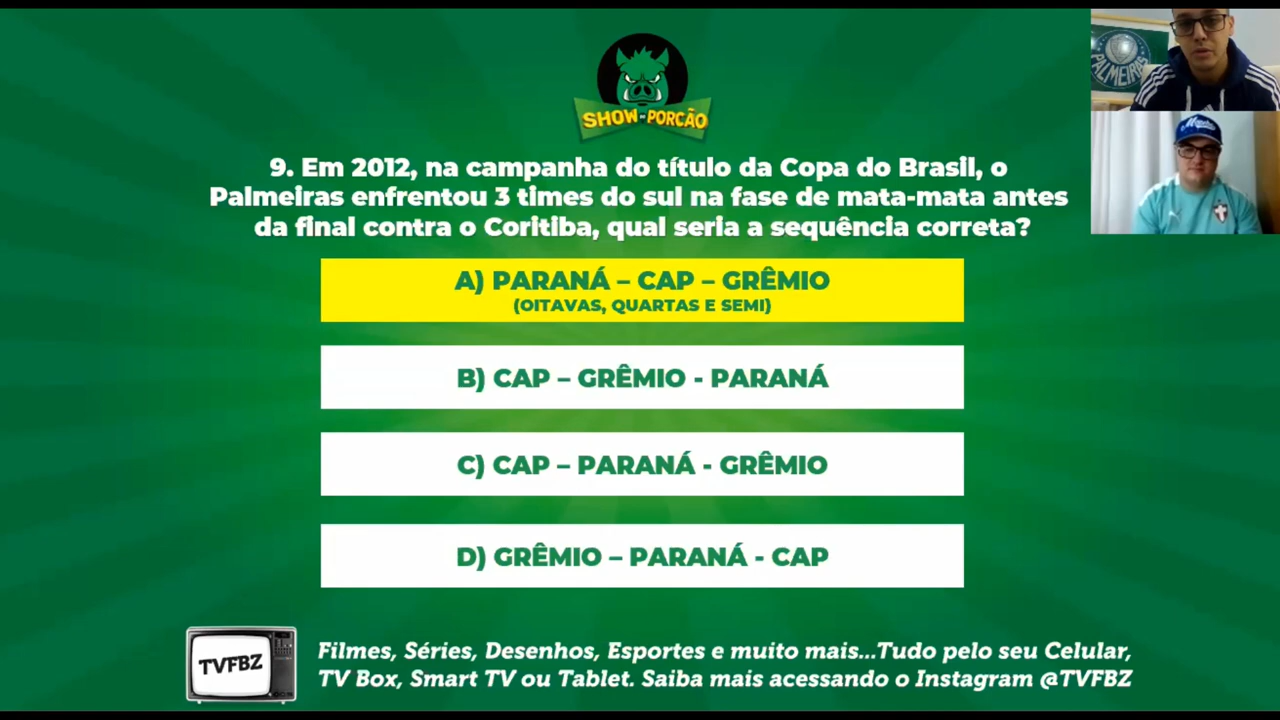 SHOW-PORCÃO
PALMEIRAS
9. Em 2012, na campanha do título da Copa do Brasil, o
Palmeiras enfrentou 3 times do sul na fase de mata-mata antes
da final contra o Coritiba, qual seria a sequência correta?
A) PARANÁ – CAP – GRÊMIO
(OITAVAS, QUARTAS E SEMI)
B) CAP – GRÊMIO - PARANÁ
C) CAP – PARANÁ - GRÊMIO
D) GRÊMIO – PARANÁ - CAP
TVFBZ
Filmes, Séries, Desenhos, Esportes e muito mais...Tudo pelo seu Celular,
TV Box, Smart TV ou Tablet. Saiba mais acessando o Instagram @TVFBZ